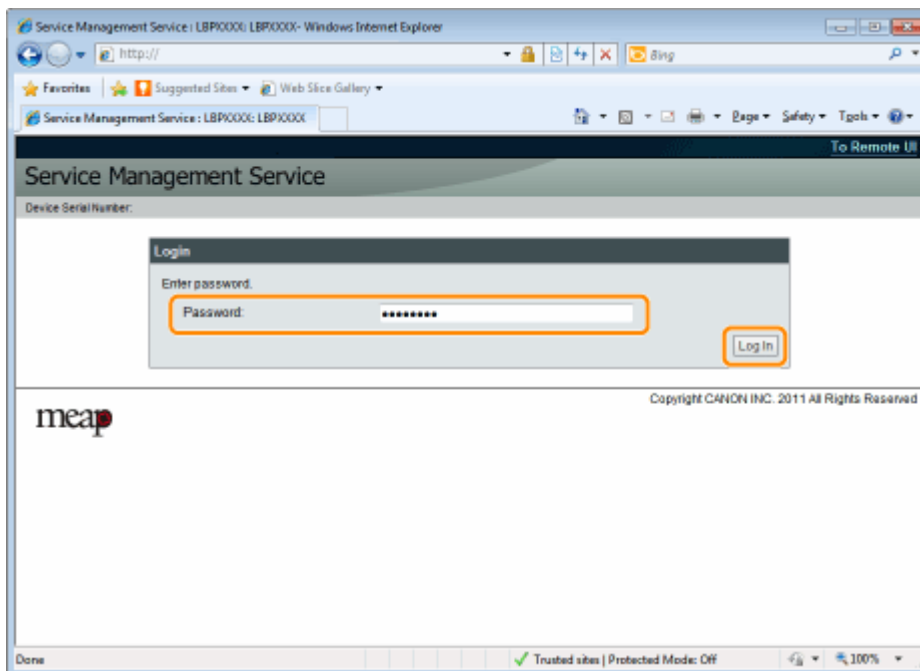 Service Management Service : LBPXXXX: LBPXXXX - Windows Internet Explorer
http://
Bing
Favorites Suggested Sites Web Slice Gallery
Service Management Service : LBPXXXX: LBPXXXX
Page Safety Tools
To Remote UI
Service Management Service
Device Serial Number:
Login
Enter password.
Password: ••••••••
Log In
Copyright CANON INC. 2011 All Rights Reserved
meap
Done Trusted sites | Protected Mode: Off 100%